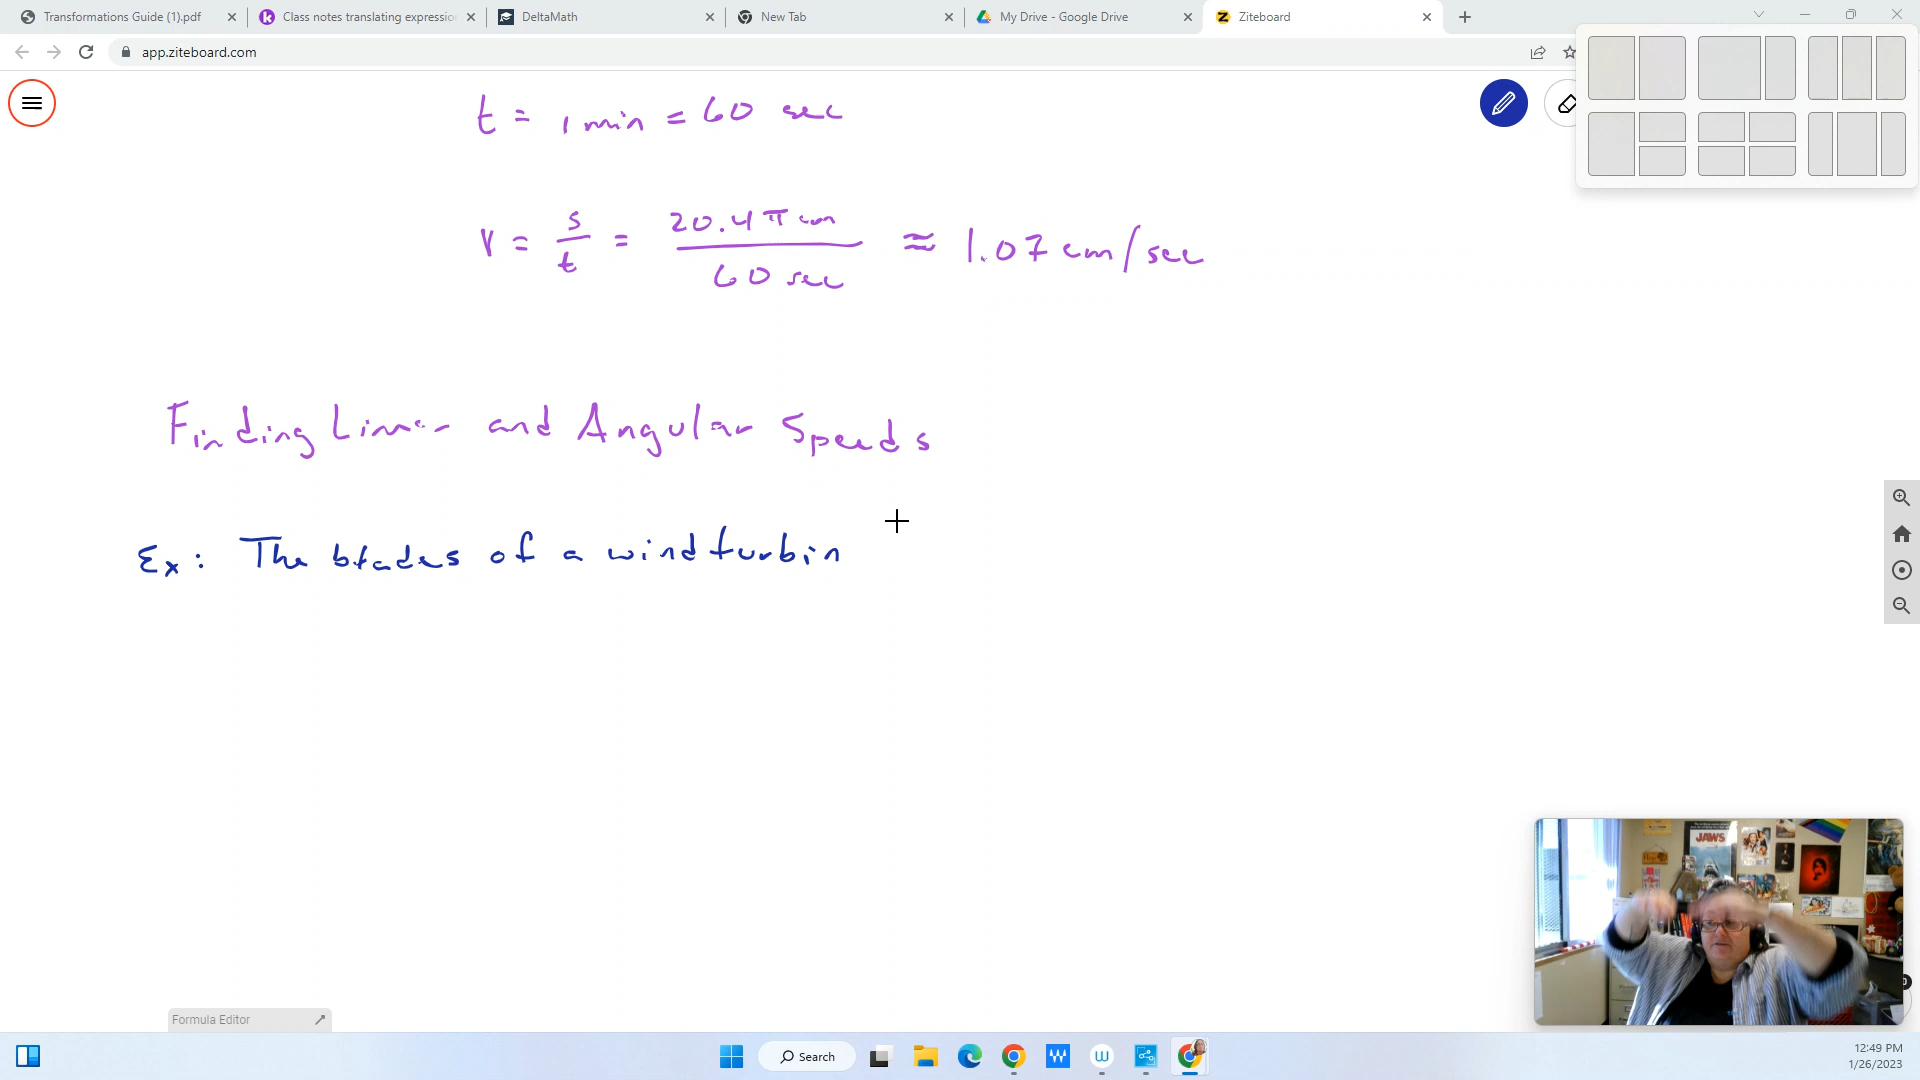 Transformations Guide (1).pdf
Class notes translating expressio
DeltaMath
New Tab
My Drive - Google Drive
Ziteboard
app.ziteboard.com
t = 1 min = 60 sec
v = s/t = 20.4π cm / 60 sec ≈ 1.07 cm/sec
Finding Linear and Angular Speeds
Ex: The blades of a wind turbin
JAWS
Formula Editor
Search
12:49 PM
1/26/2023